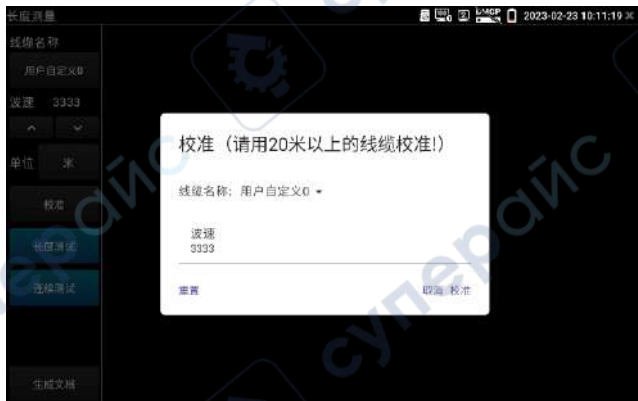 长度测量
DMCP
2023-02-23 10:11:19
线缆名称
用户自定义0
波速 3333
单位 米
校准
长度测试
连续测试
生成文档
校准（请用20米以上的线缆校准!）
线缆名称: 用户自定义0
波速
3333
重置
取消 校准
суперайс